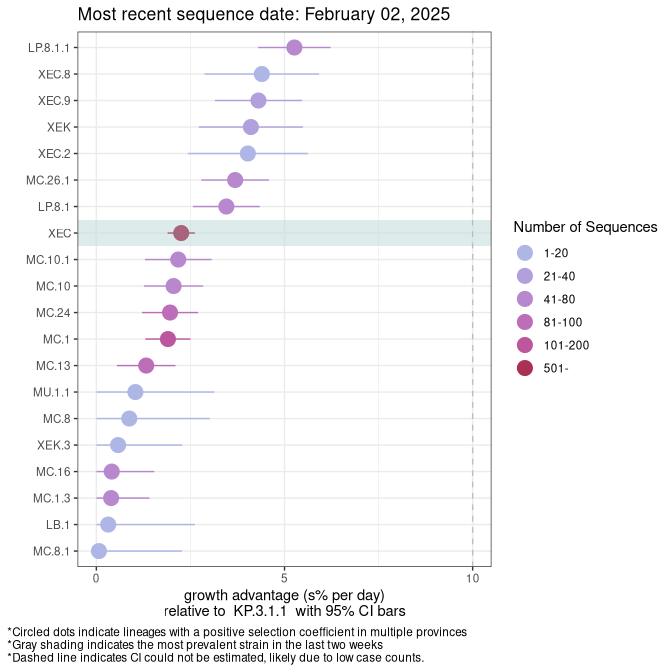 Most recent sequence date: February 02, 2025
LP.8.1.1
XEC.8
XEC.9
XEK
XEC.2
MC.26.1
LP.8.1
XEC
MC.10.1
MC.10
MC.24
MC.1
MC.13
MU.1.1
MC.8
XEK.3
MC.16
MC.1.3
LB.1
MC.8.1
0 5 10
growth advantage (s% per day)
relative to KP.3.1.1 with 95% CI bars
Number of Sequences
1-20
21-40
41-80
81-100
101-200
501-
*Circled dots indicate lineages with a positive selection coefficient in multiple provinces
*Gray shading indicates the most prevalent strain in the last two weeks
*Dashed line indicates CI could not be estimated, likely due to low case counts.